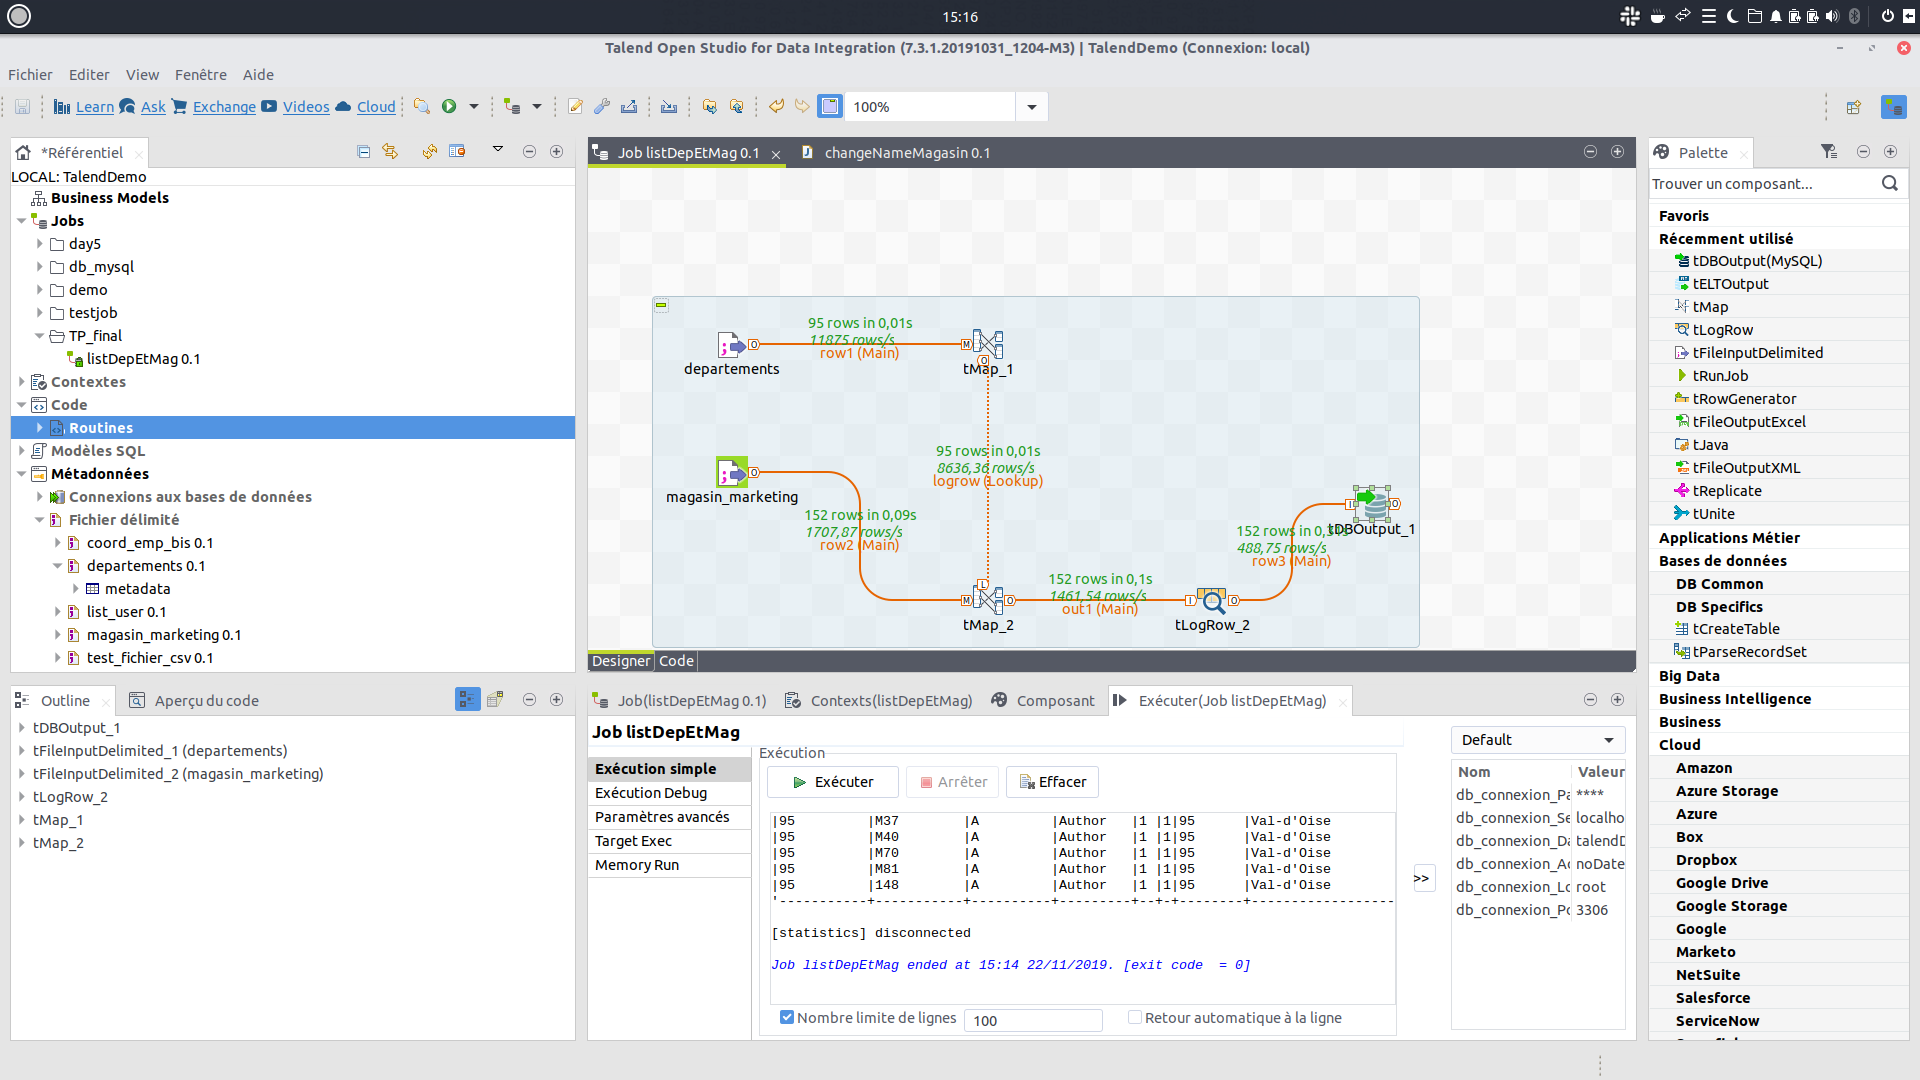 15:16
Talend Open Studio for Data Integration (7.3.1.20191031_1204-M3) | TalendDemo (Connexion: local)
Fichier Editer View Fenêtre Aide
Learn Ask Exchange Videos Cloud 100%
*Référentiel
LOCAL: TalendDemo
Business Models
Jobs
day5
db_mysql
demo
testjob
TP_final
listDepEtMag 0.1
Contextes
Code
Routines
Modèles SQL
Métadonnées
Connexions aux bases de données
Fichier délimité
coord_emp_bis 0.1
departements 0.1
metadata
list_user 0.1
magasin_marketing 0.1
test_fichier_csv 0.1
Job listDepEtMag 0.1 changeNameMagasin 0.1
95 rows in 0,01s
11875 rows/s
row1 (Main)
departements
tMap_1
95 rows in 0,01s
8636,36 rows/s
logrow (Lookup)
magasin_marketing
152 rows in 0,09s
1707,87 rows/s
row2 (Main)
tMap_2
152 rows in 0,1s
1461,54 rows/s
out1 (Main)
tLogRow_2
152 rows in 0,31s
488,75 rows/s
row3 (Main)
tDBOutput_1
Designer Code
Palette
Trouver un composant...
Favoris
Récemment utilisé
tDBOutput(MySQL)
tELTOutput
tMap
tLogRow
tFileInputDelimited
tRunJob
tRowGenerator
tFileOutputExcel
tJava
tFileOutputXML
tReplicate
tUnite
Applications Métier
Bases de données
DB Common
DB Specifics
tCreateTable
tParseRecordSet
Big Data
Business Intelligence
Business
Cloud
Amazon
Azure Storage
Azure
Box
Dropbox
Google Drive
Google Storage
Google
Marketo
NetSuite
Salesforce
ServiceNow
Outline Aperçu du code
tDBOutput_1
tFileInputDelimited_1 (departements)
tFileInputDelimited_2 (magasin_marketing)
tLogRow_2
tMap_1
tMap_2
Job(listDepEtMag 0.1) Contexts(listDepEtMag) Composant Exécuter(Job listDepEtMag)
Job listDepEtMag
Exécution simple
Exécution Debug
Paramètres avancés
Target Exec
Memory Run
Exécution
Exécuter Arrêter Effacer
|95 |M37 |A |Author |1 |1|95 |Val-d'Oise
|95 |M40 |A |Author |1 |1|95 |Val-d'Oise
|95 |M70 |A |Author |1 |1|95 |Val-d'Oise
|95 |M81 |A |Author |1 |1|95 |Val-d'Oise
|95 |148 |A |Author |1 |1|95 |Val-d'Oise
'-----------+-----------+----------+---------+--+-+--------+------------------
[statistics] disconnected
Job listDepEtMag ended at 15:14 22/11/2019. [exit code = 0]
Nombre limite de lignes 100 Retour automatique à la ligne
>>
Default
Nom Valeur
db_connexion_Pa ****
db_connexion_Se localho
db_connexion_Da talendD
db_connexion_Ad noDate
db_connexion_Lo root
db_connexion_Po 3306